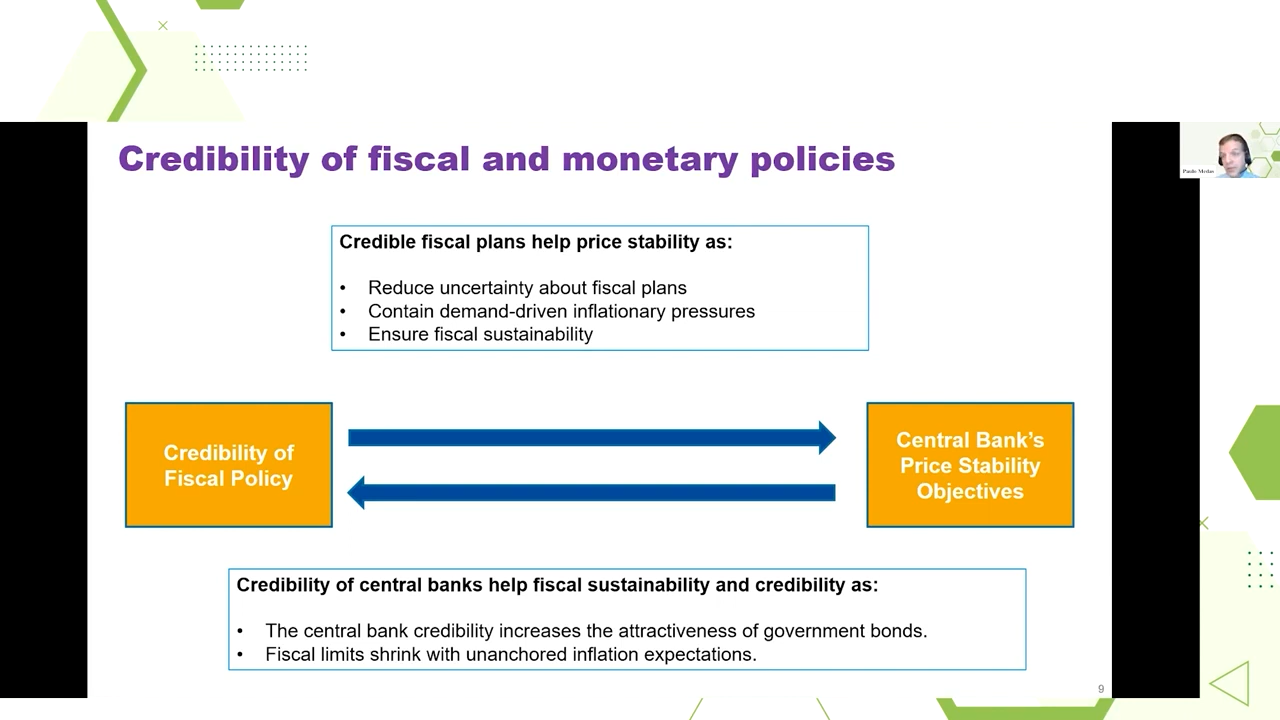 Credibility of fiscal and monetary policies
Paulo Medas
Credible fiscal plans help price stability as:
• Reduce uncertainty about fiscal plans
• Contain demand-driven inflationary pressures
• Ensure fiscal sustainability
Credibility of
Fiscal Policy
Central Bank’s
Price Stability
Objectives
Credibility of central banks help fiscal sustainability and credibility as:
• The central bank credibility increases the attractiveness of government bonds.
• Fiscal limits shrink with unanchored inflation expectations.
9